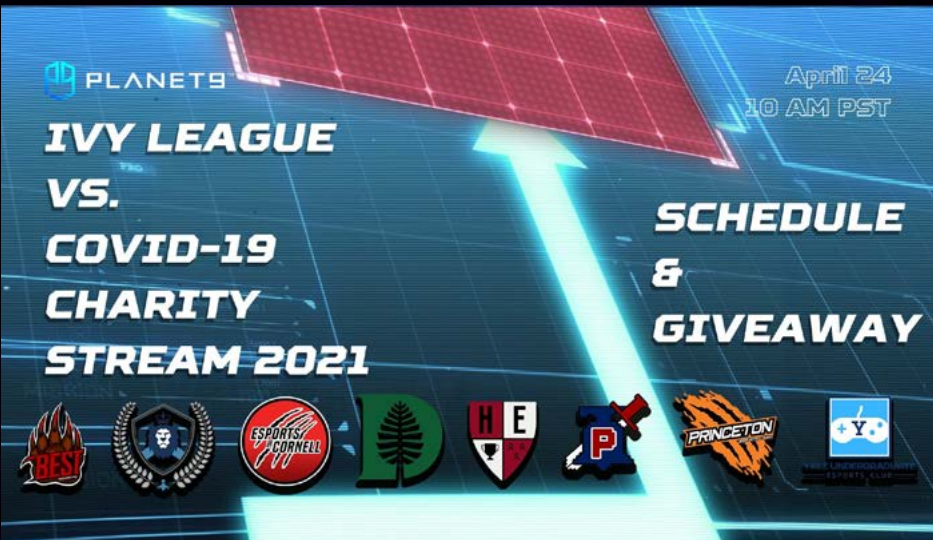 PLANET9
April 24
10 AM PST
IVY LEAGUE
VS.
COVID-19
CHARITY
STREAM 2021
SCHEDULE
&
GIVEAWAY
BEST
ESPORTS
CORNELL
D
H E
P
PRINCETON
Y
YALE UNDERGRADUATE
ESPORTS CLUB